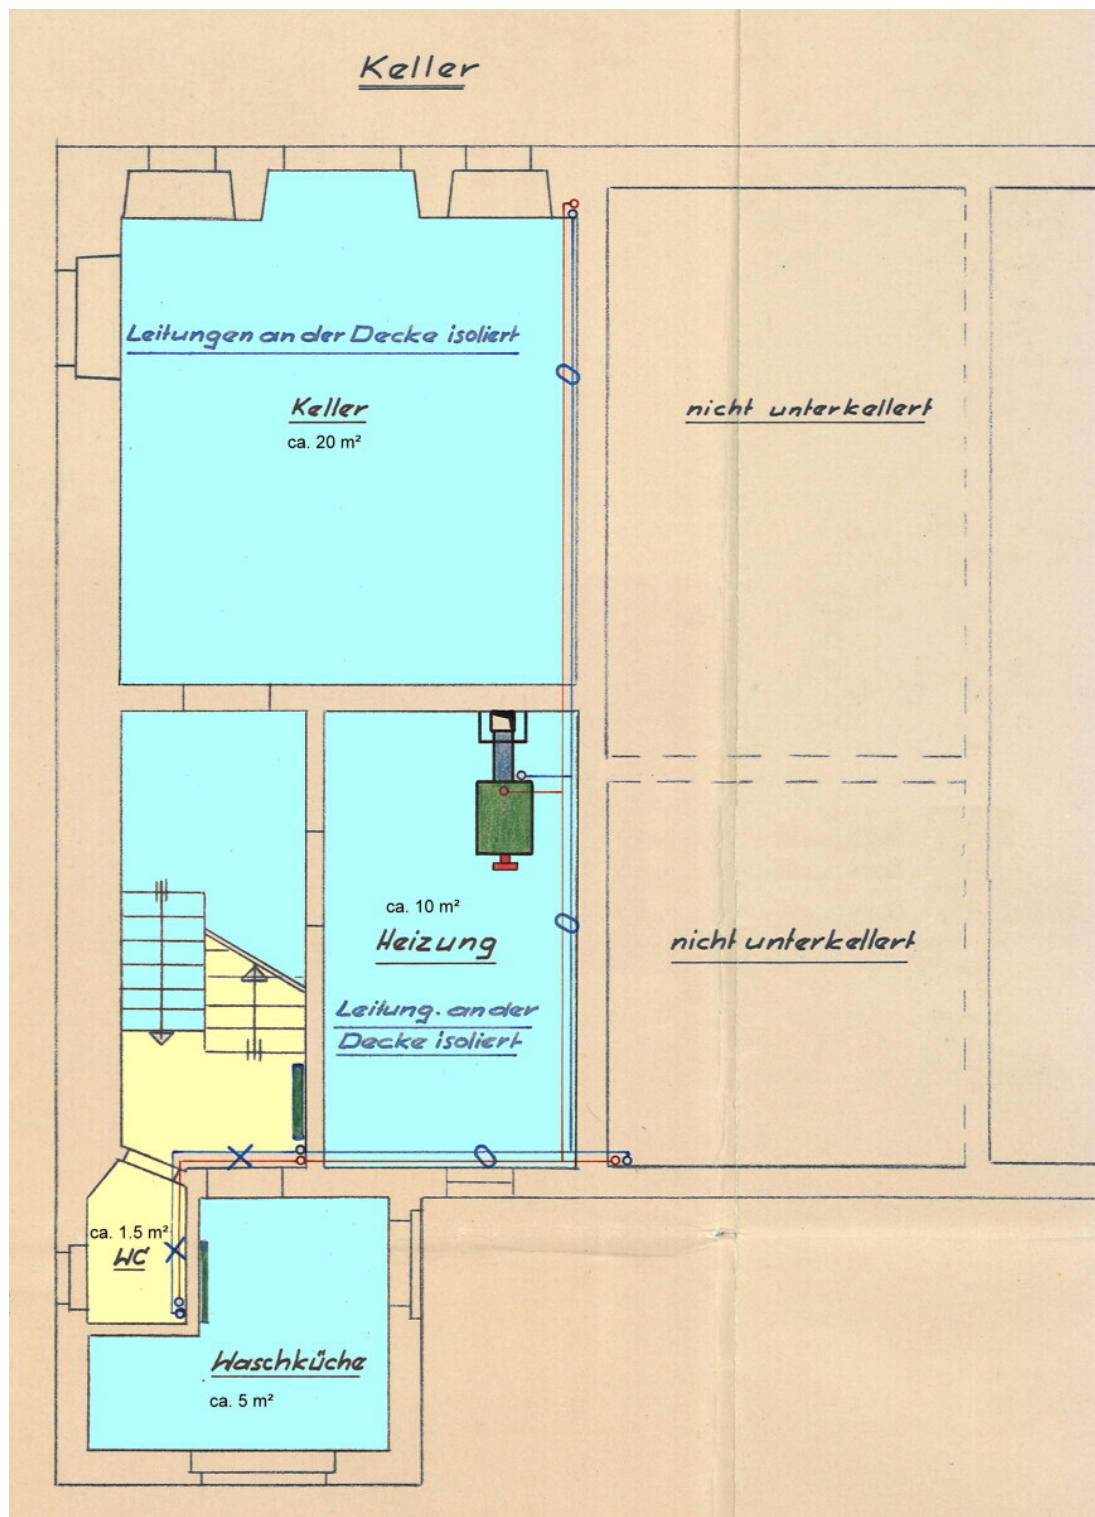 Keller
Leitungen an der Decke isoliert
Keller
ca. 20 m²
nicht unterkellert
ca. 10 m²
Heizung
nicht unterkellert
Leitung. an der
Decke isoliert
ca. 1.5 m²
WC
Waschküche
ca. 5 m²